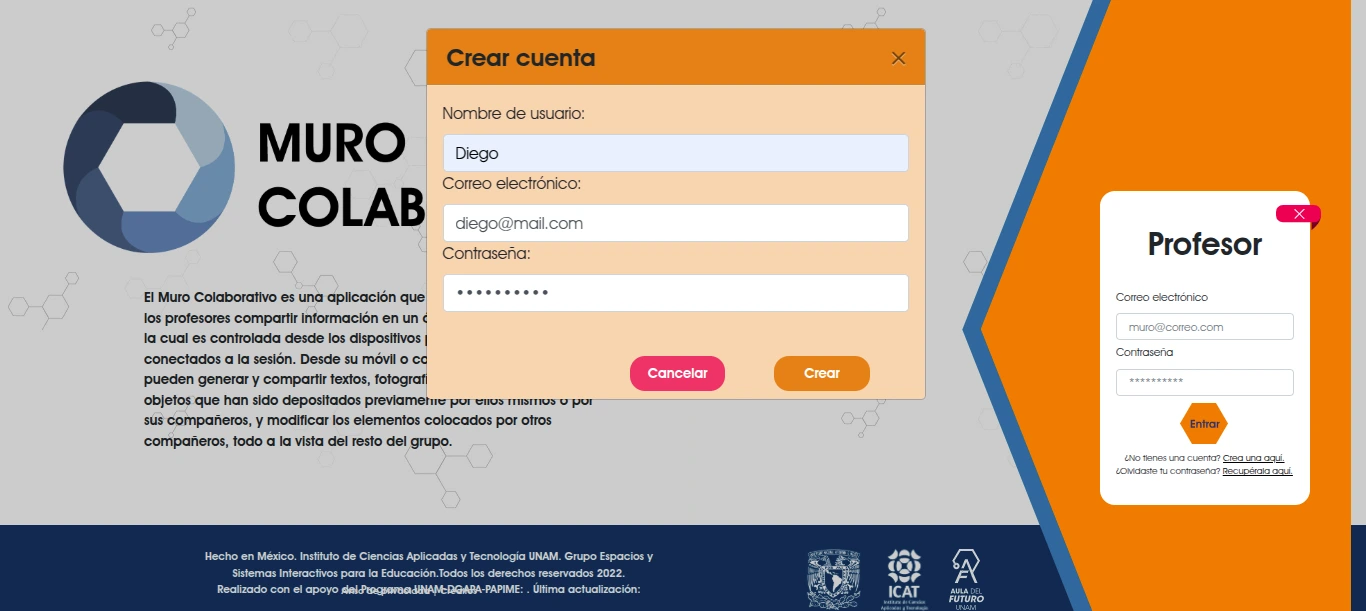 Crear cuenta
Nombre de usuario:
Diego
Correo electrónico:
diego@mail.com
Contraseña:
••••••••••
Cancelar
Crear
MURO
COLAB
El Muro Colaborativo es una aplicación que
los profesores compartir información en un
la cual es controlada desde los dispositivos
conectados a la sesión. Desde su móvil o
pueden generar y compartir textos,
objetos que han sido depositados previamente por ellos mismos o por
sus compañeros, y modificar los elementos colocados por otros
compañeros, todo a la vista del resto del grupo.
Profesor
Correo electrónico
muro@correo.com
Contraseña
**********
Entrar
¿No tienes una cuenta? Crea una aquí.
¿Olvidaste tu contraseña? Recupérala aquí.
Hecho en México. Instituto de Ciencias Aplicadas y Tecnología UNAM. Grupo Espacios y
Sistemas Interactivos para la Educación.Todos los derechos reservados 2022.
Realizado con el apoyo del Programa UNAM-DGAPA-PAPIME: . Última actualización:
ICAT
Instituto de Ciencias
Aplicadas y Tecnología
AULA DEL
FUTURO
UNAM